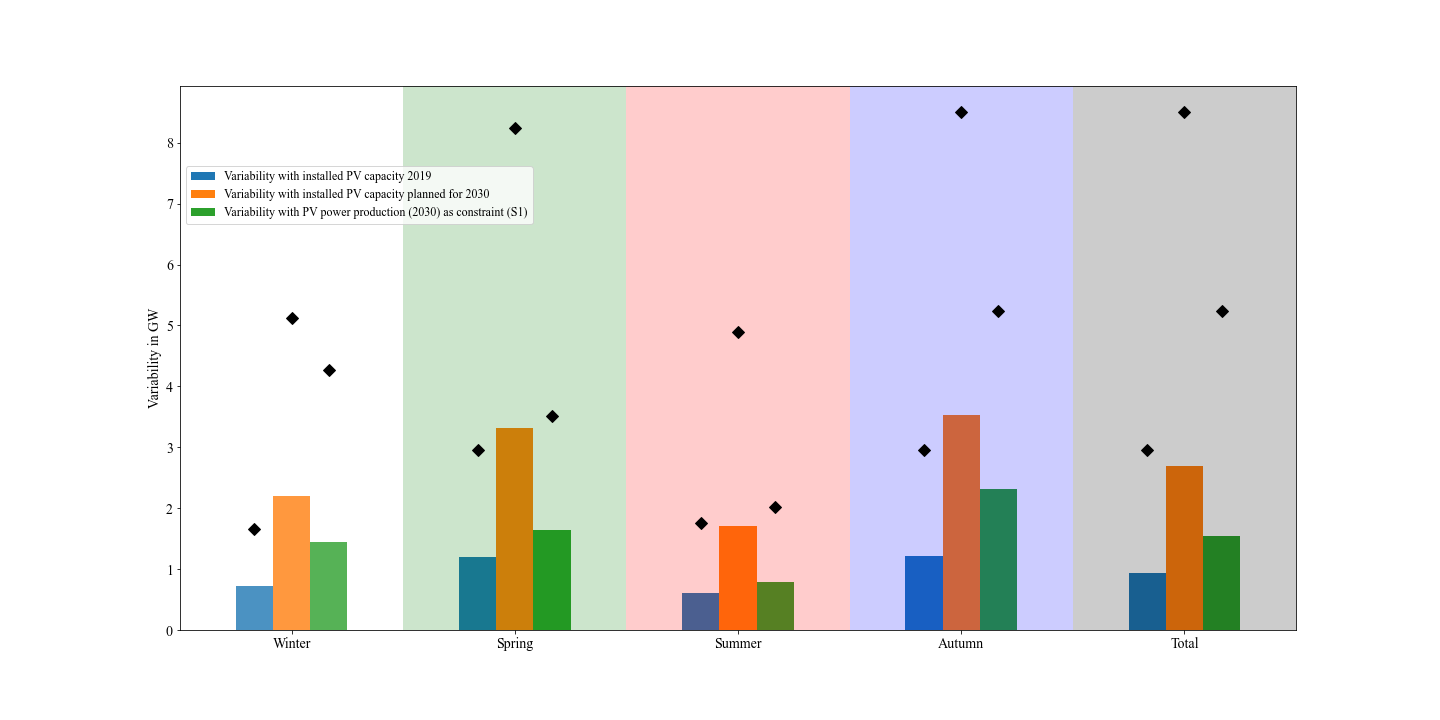 8
7
6
5
4
3
2
1
0
Variability in GW
Variability with installed PV capacity 2019
Variability with installed PV capacity planned for 2030
Variability with PV power production (2030) as constraint (S1)
Winter
Spring
Summer
Autumn
Total